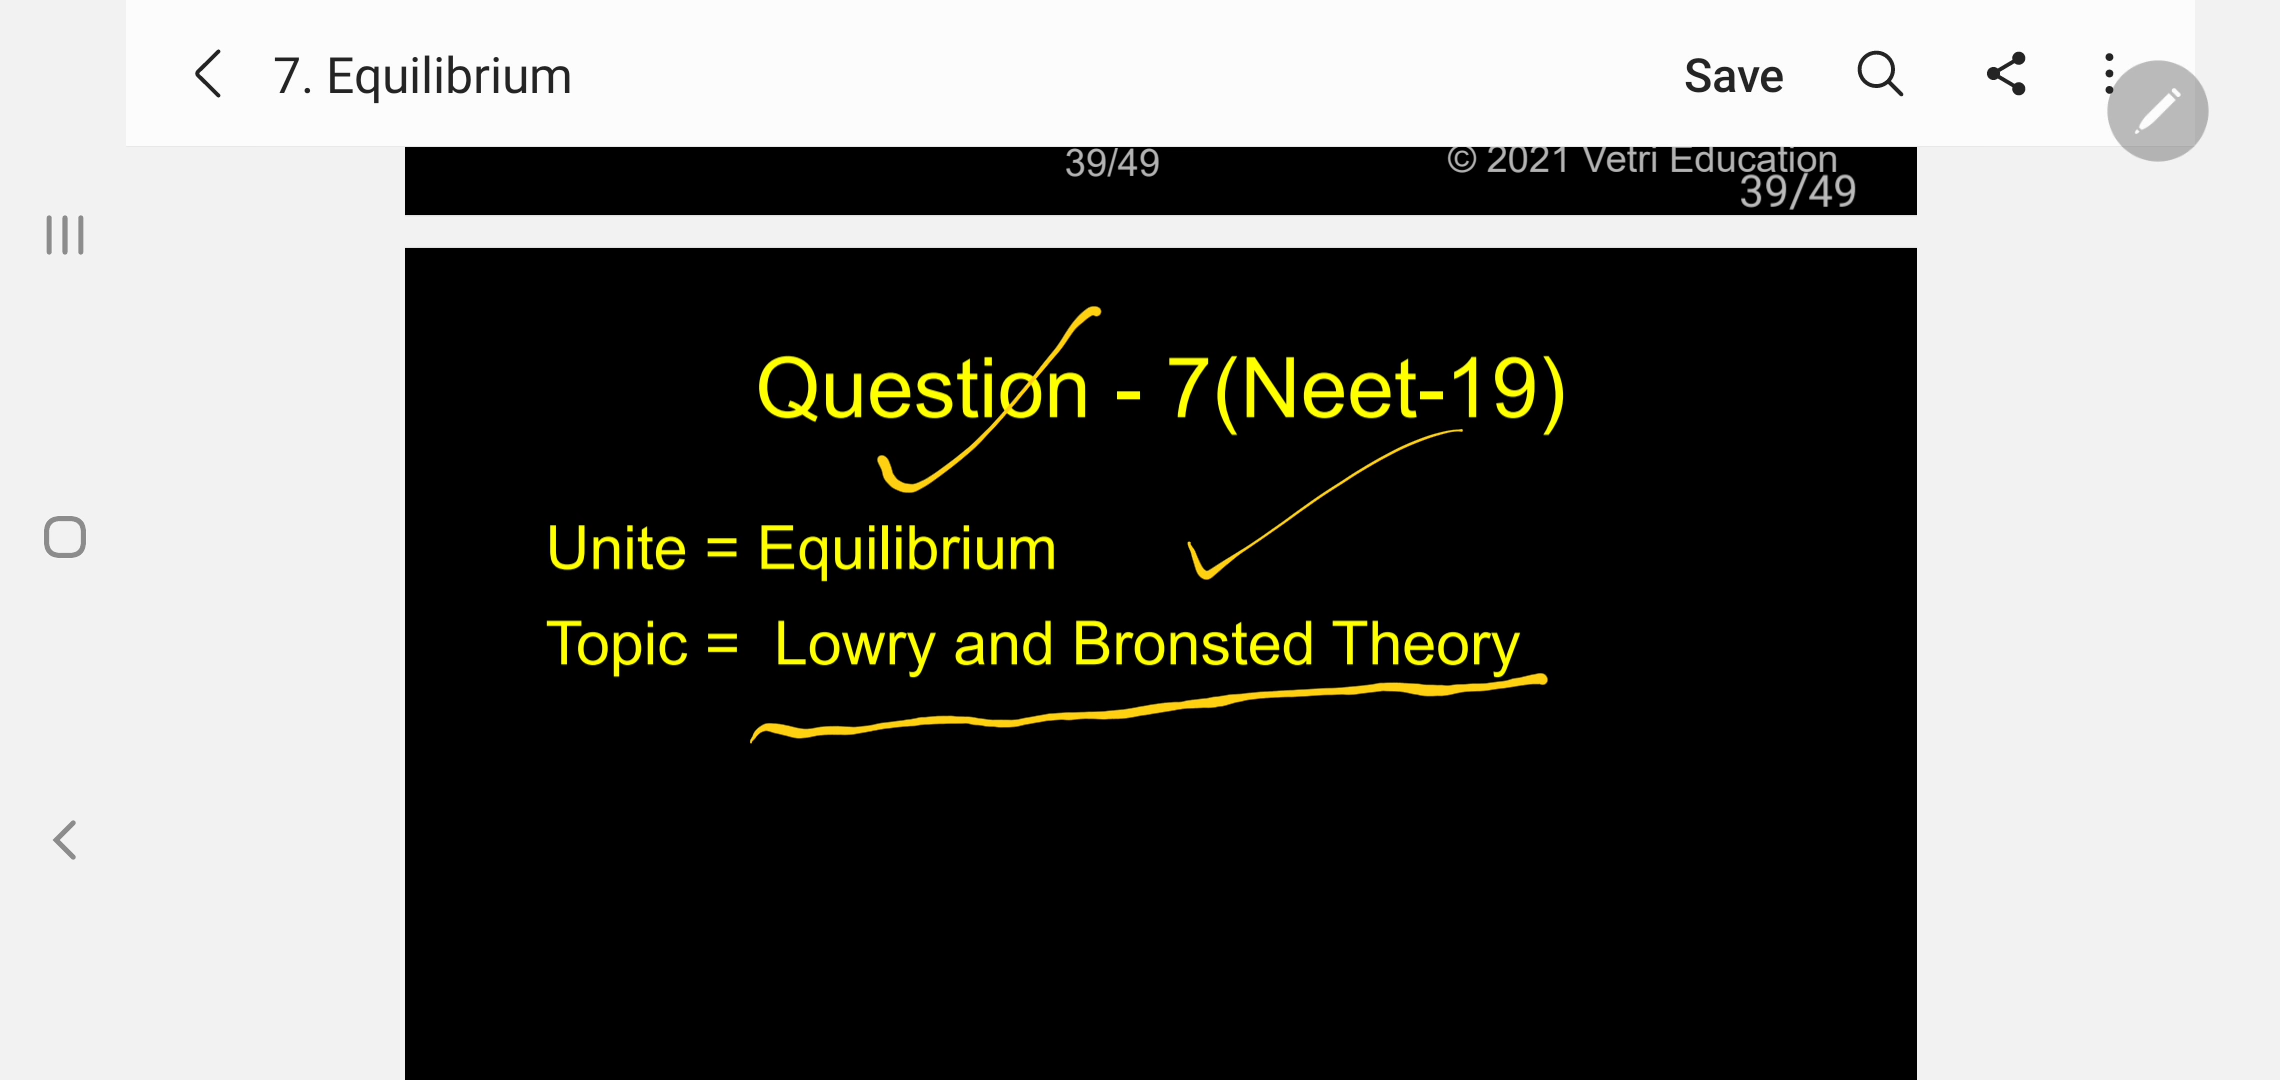 7. Equilibrium
Save
39/49
© 2021 Vetri Education
39/49
Question - 7(Neet-19)
Unite = Equilibrium
Topic = Lowry and Bronsted Theory